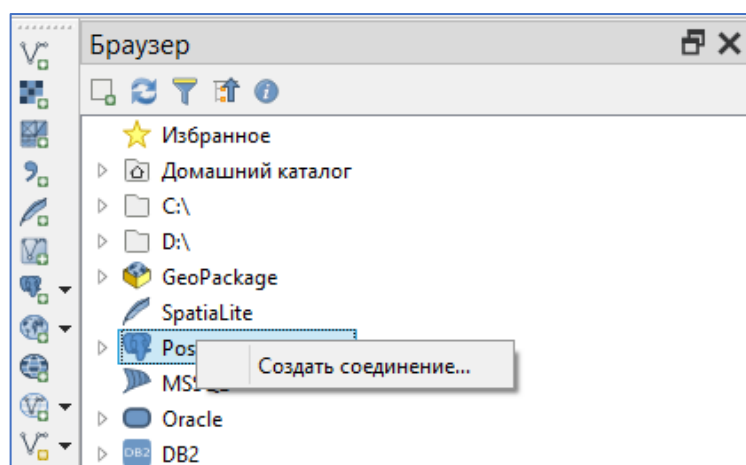 Браузер
Избранное
Домашний каталог
C:\
D:\
GeoPackage
SpatiaLite
Создать соединение...
Oracle
DB2 DB2